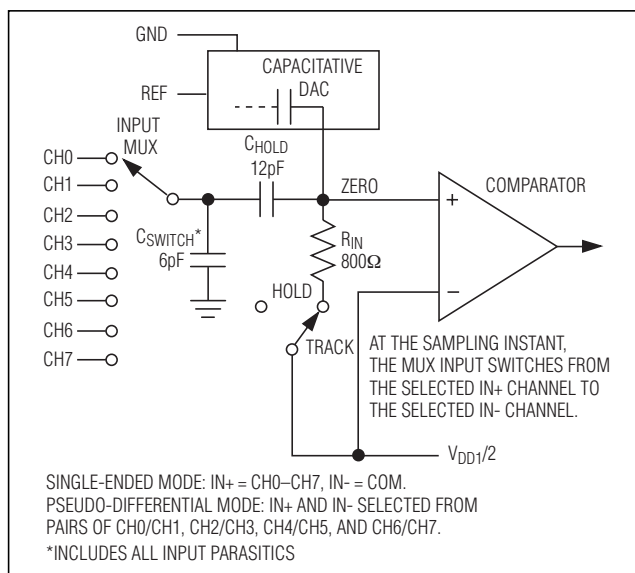 GND
CAPACITATIVE
DAC
REF
INPUT
MUX
CHOLD
12pF
ZERO
COMPARATOR
CH0
CH1
CH2
CH3
CH4
CH5
CH6
CH7
CSWITCH*
6pF
RIN
800Ω
HOLD
TRACK
+
−
AT THE SAMPLING INSTANT,
THE MUX INPUT SWITCHES FROM
THE SELECTED IN+ CHANNEL TO
THE SELECTED IN- CHANNEL.
VDD1/2
SINGLE-ENDED MODE: IN+ = CH0–CH7, IN- = COM.
PSEUDO-DIFFERENTIAL MODE: IN+ AND IN- SELECTED FROM
PAIRS OF CH0/CH1, CH2/CH3, CH4/CH5, AND CH6/CH7.
*INCLUDES ALL INPUT PARASITICS